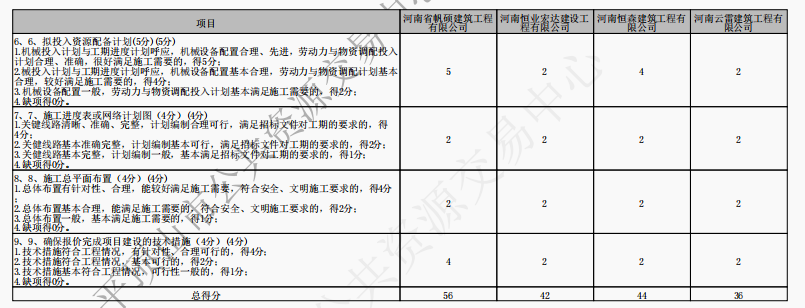 项目
河南省帆硕建筑工程有限公司
河南恒业宏达建设工程有限公司
河南恒森建筑工程有限公司
河南云雷建筑工程有限公司
6、6、拟投入资源配备计划(5分)(5分)
1.机械投入计划与工期进度计划呼应，机械设备配置合理、先进，劳动力与物资调配投入
计划合理、准确，很好满足施工需要的，得5分；
2.械投入计划与工期进度计划呼应，机械设备配置基本合理，劳动力与物资调配计划基本
合理，较好满足施工需要的，得4分；
3.机械设备配置一般，劳动力与物资调配投入计划基本满足施工需要的，得2分；
4.缺项得0分。
5
2
4
2
7、7、施工进度表或网络计划图（4分）(4分)
1.关键线路清晰、准确、完整，计划编制合理可行，满足招标文件对工期的要求的，得
4分；
2.关键线路基本准确完整，计划编制基本可行，满足招标文件对工期的要求的，得2分；
3.关键线路基本完整，计划编制一般，基本满足招标文件对工期的要求的，得1分；
4.缺项得0分。
2
2
2
2
8、8、施工总平面布置（4分）(4分)
1.总体布置有针对性、合理，能较好满足施工需要，符合安全、文明施工要求的，得4分
；
2.总体布置基本合理，能满足施工需要的、符合安全、文明施工要求的，得2分；
3.总体布置一般，基本满足施工需要的，得1分；
4.缺项得0分。
2
2
2
2
9、9、确保报价完成项目建设的技术措施（4分）(4分)
1.技术措施符合工程情况，有针对性、合理可行的，得4分；
2.技术措施符合工程情况，基本可行的，得2分；
3.技术措施基本符合工程情况，可行性一般的，得1分；
4.缺项得0分。
4
2
2
2
总得分
56
42
44
36
平顶山市公共资源交易中心
公共资源交易中心